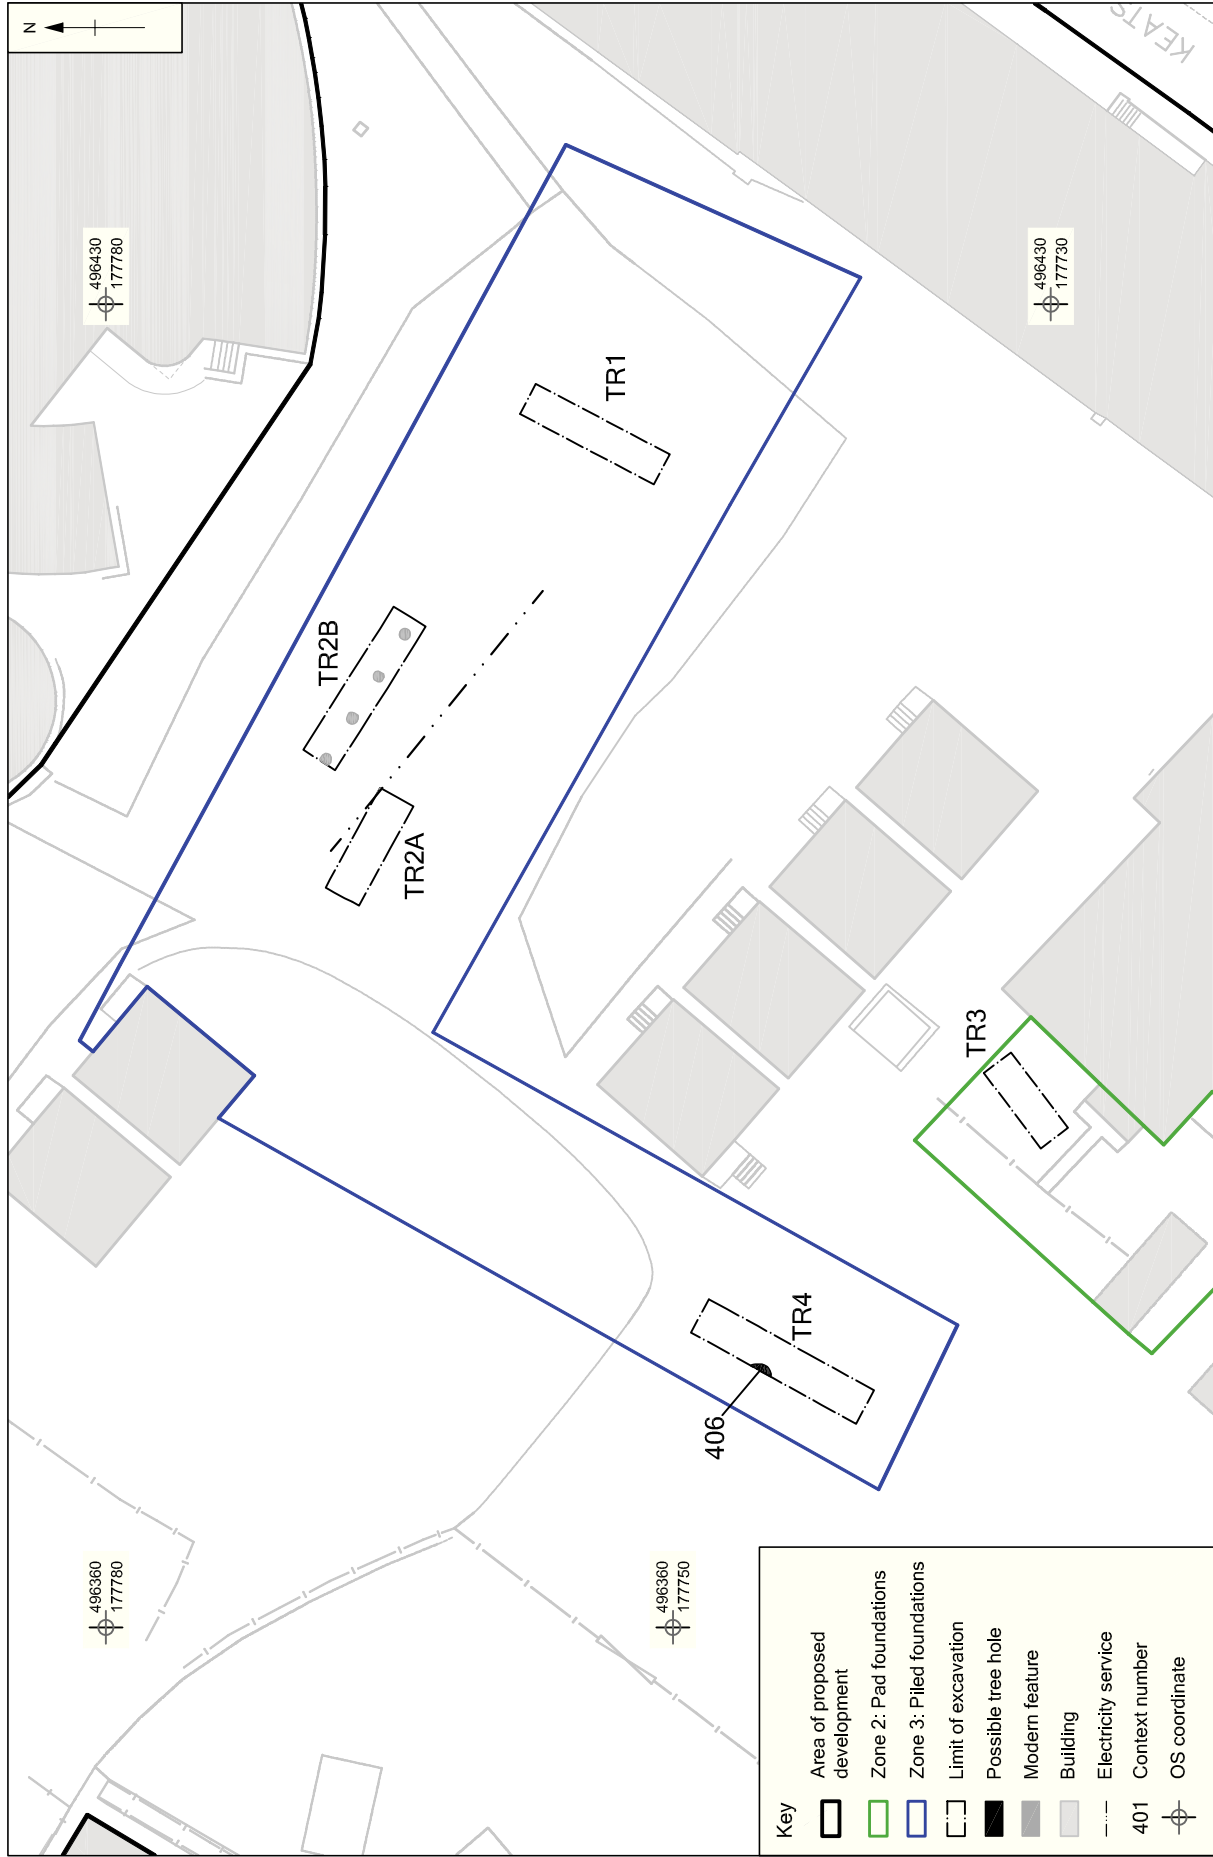 N
KEATS
496430
177780
496430
177730
TR1
TR2B
TR2A
TR3
TR4
406
496360
177780
496360
177750
Key
Area of proposed
development
Zone 2: Pad foundations
Zone 3: Piled foundations
Limit of excavation
Possible tree hole
Modern feature
Building
Electricity service
401 Context number
OS coordinate